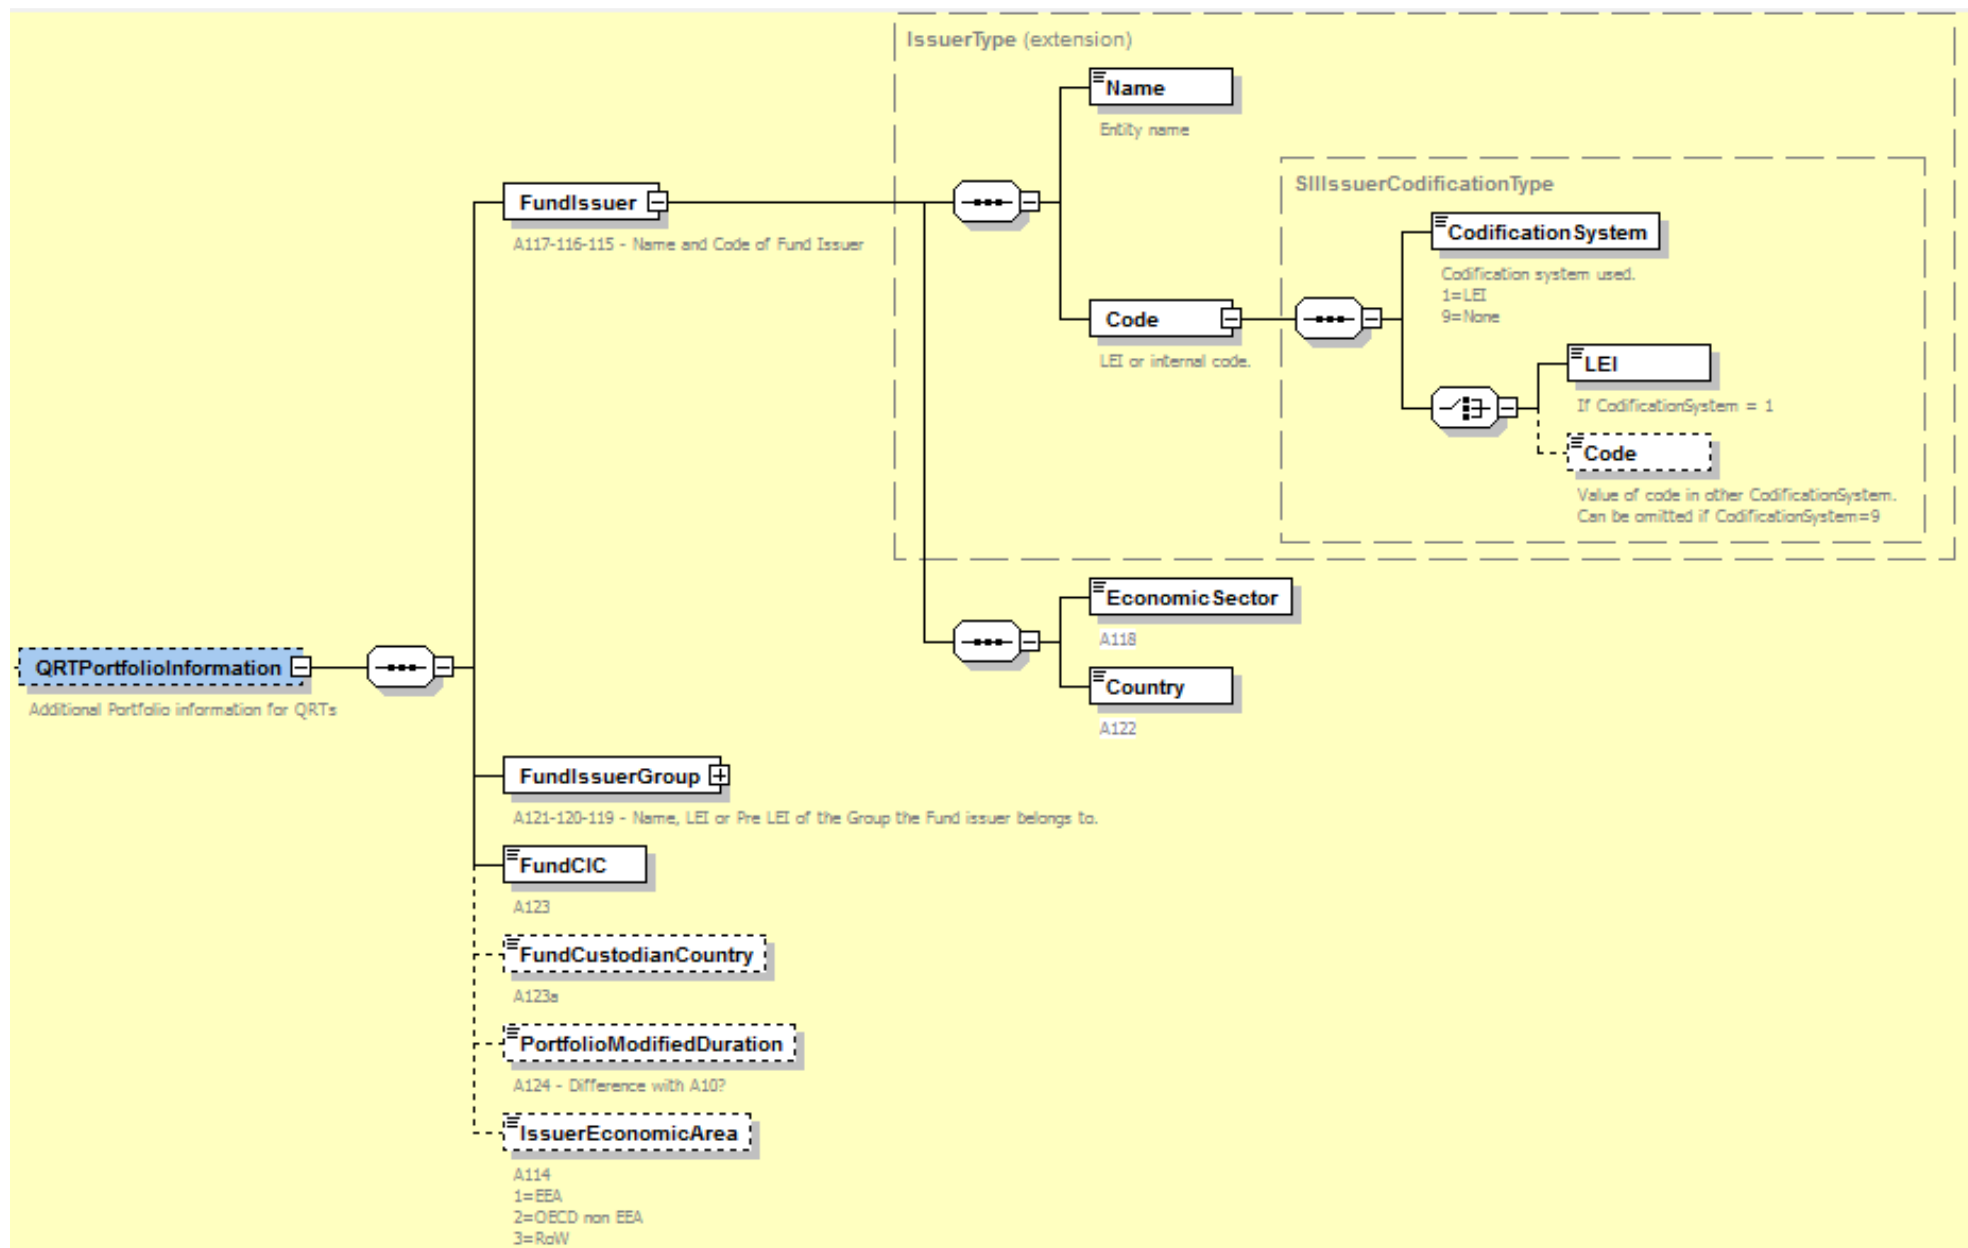 IssuerType (extension)
Name
Entity name
SIIIssuerCodificationType
FundIssuer
A117-116-115 - Name and Code of Fund Issuer
CodificationSystem
Codification system used.
1=LEI
9=None
Code
LEI or internal code.
LEI
If CodificationSystem = 1
Code
Value of code in other CodificationSystem.
Can be omitted if CodificationSystem=9
EconomicSector
A118
QRTPortfolioInformation
Additional Portfolio information for QRTs
Country
A122
FundIssuerGroup
A121-120-119 - Name, LEI or Pre LEI of the Group the Fund issuer belongs to.
FundCIC
A123
FundCustodianCountry
A123a
PortfolioModifiedDuration
A124 - Difference with A10?
IssuerEconomicArea
A114
1=EEA
2=OECD non EEA
3=RoW